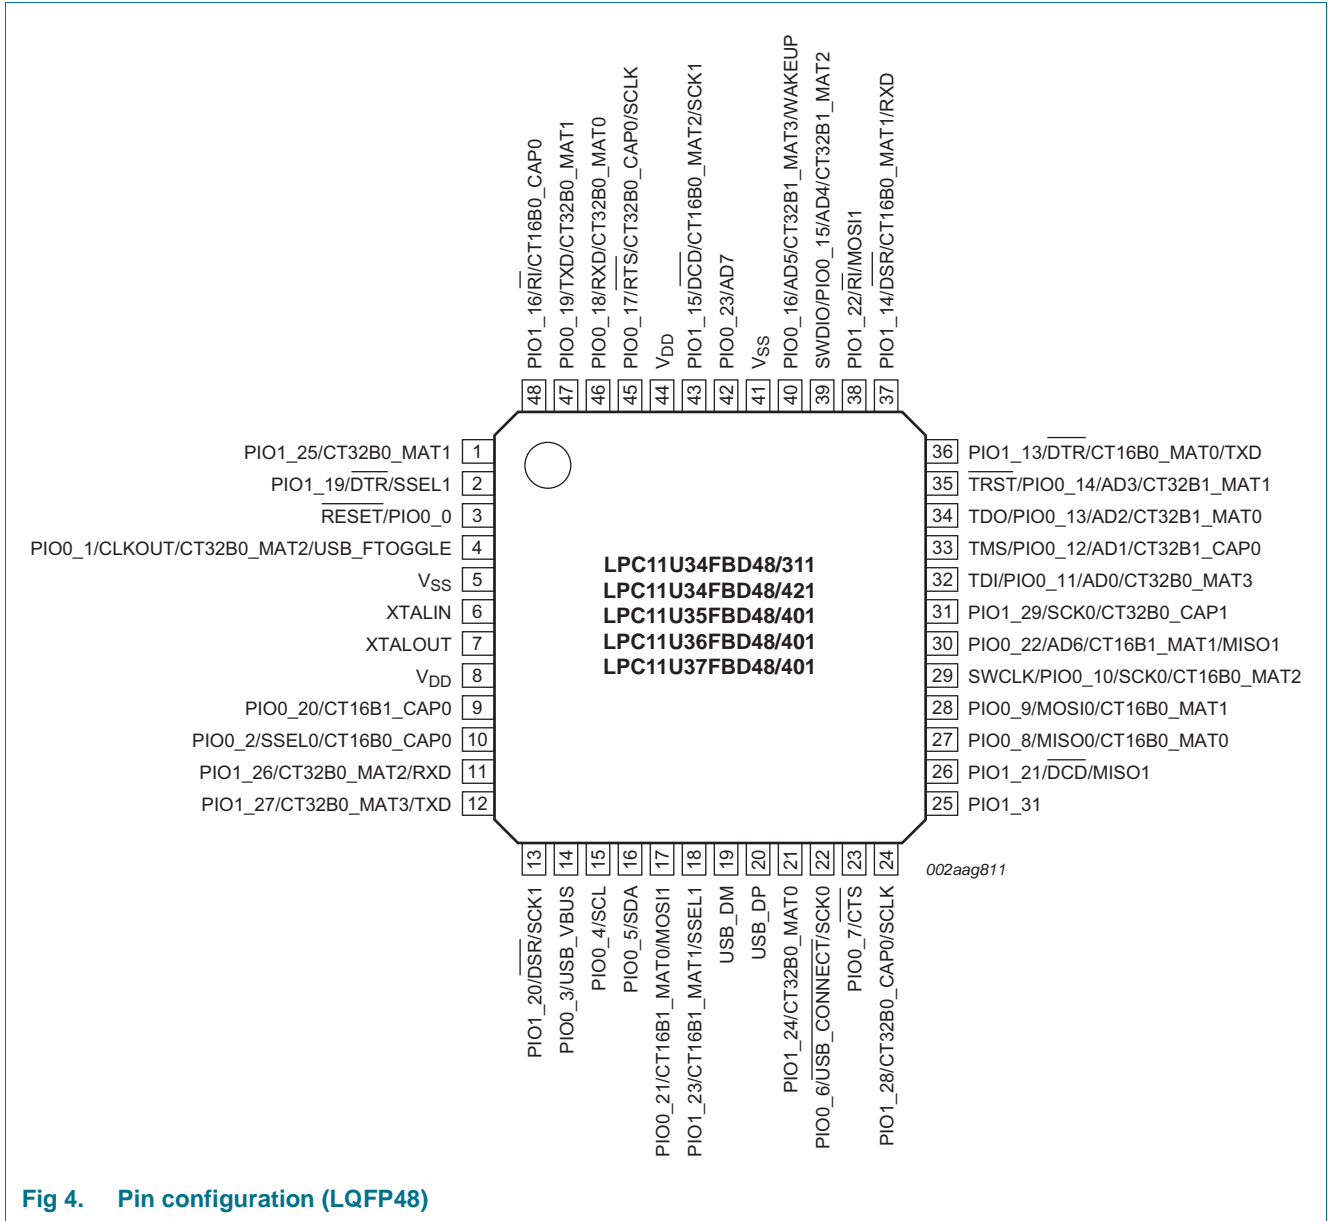 48 PIO1_16/RI/CT16B0_CAP0
47 PIO0_19/TXD/CT32B0_MAT1
46 PIO0_18/RXD/CT32B0_MAT0
45 PIO0_17/RTS/CT32B0_CAP0/SCLK
44 VDD
43 PIO1_15/DCD/CT16B0_MAT2/SCK1
42 PIO0_23/AD7
41 VSS
40 PIO0_16/AD5/CT32B1_MAT3/WAKEUP
39 SWDIO/PIO0_15/AD4/CT32B1_MAT2
38 PIO1_22/RI/MOSI1
37 PIO1_14/DSR/CT16B0_MAT1/RXD
PIO1_25/CT32B0_MAT1 1
PIO1_19/DTR/SSEL1 2
RESET/PIO0_0 3
PIO0_1/CLKOUT/CT32B0_MAT2/USB_FTOGGLE 4
VSS 5
XTALIN 6
XTALOUT 7
VDD 8
PIO0_20/CT16B1_CAP0 9
PIO0_2/SSEL0/CT16B0_CAP0 10
PIO1_26/CT32B0_MAT2/RXD 11
PIO1_27/CT32B0_MAT3/TXD 12
LPC11U34FBD48/311
LPC11U34FBD48/421
LPC11U35FBD48/401
LPC11U36FBD48/401
LPC11U37FBD48/401
36 PIO1_13/DTR/CT16B0_MAT0/TXD
35 TRST/PIO0_14/AD3/CT32B1_MAT1
34 TDO/PIO0_13/AD2/CT32B1_MAT0
33 TMS/PIO0_12/AD1/CT32B1_CAP0
32 TDI/PIO0_11/AD0/CT32B0_MAT3
31 PIO1_29/SCK0/CT32B0_CAP1
30 PIO0_22/AD6/CT16B1_MAT1/MISO1
29 SWCLK/PIO0_10/SCK0/CT16B0_MAT2
28 PIO0_9/MOSI0/CT16B0_MAT1
27 PIO0_8/MISO0/CT16B0_MAT0
26 PIO1_21/DCD/MISO1
25 PIO1_31
PIO1_20/DSR/SCK1 13
PIO0_3/USB_VBUS 14
PIO0_4/SCL 15
PIO0_5/SDA 16
PIO0_21/CT16B1_MAT0/MOSI1 17
PIO1_23/CT16B1_MAT1/SSEL1 18
USB_DM 19
USB_DP 20
PIO1_24/CT32B0_MAT0 21
PIO0_6/USB_CONNECT/SCK0 22
PIO0_7/CTS 23
PIO1_28/CT32B0_CAP0/SCLK 24
002aag811
Fig 4. Pin configuration (LQFP48)